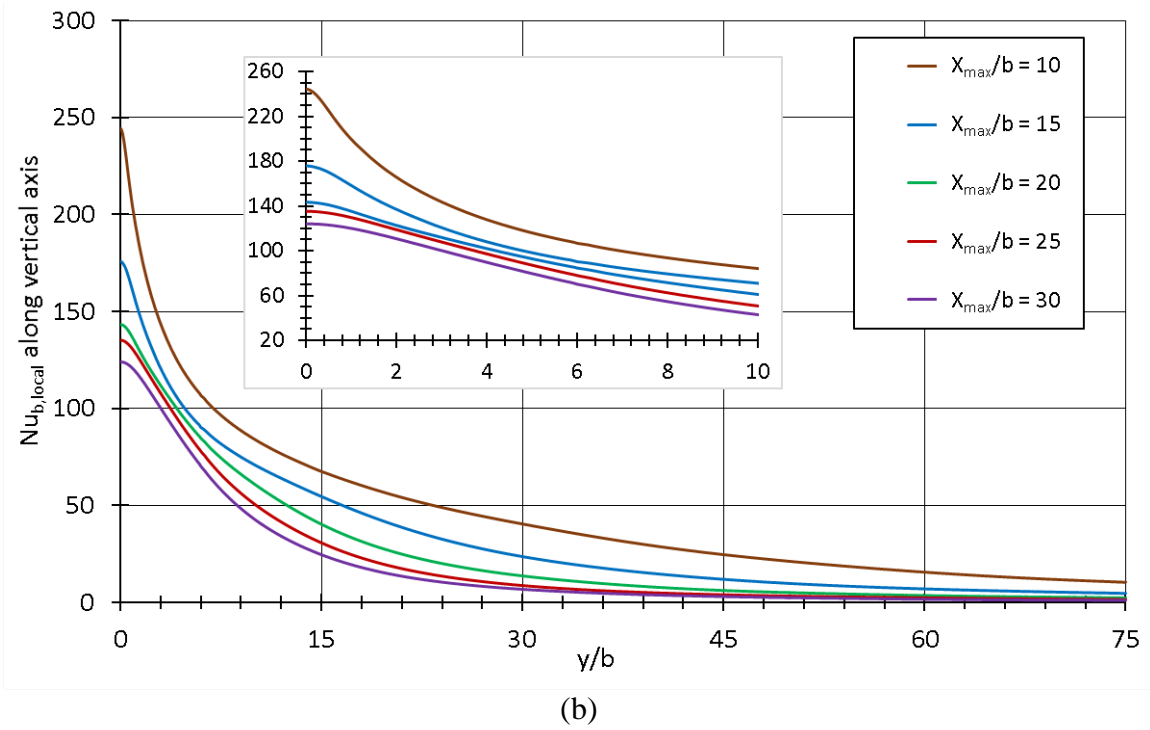 300
250
200
150
100
50
0
Nu_b,local along vertical axis
260
220
180
140
100
60
20
0 2 4 6 8 10
X_max/b = 10
X_max/b = 15
X_max/b = 20
X_max/b = 25
X_max/b = 30
0 15 30 45 60 75
y/b
(b)